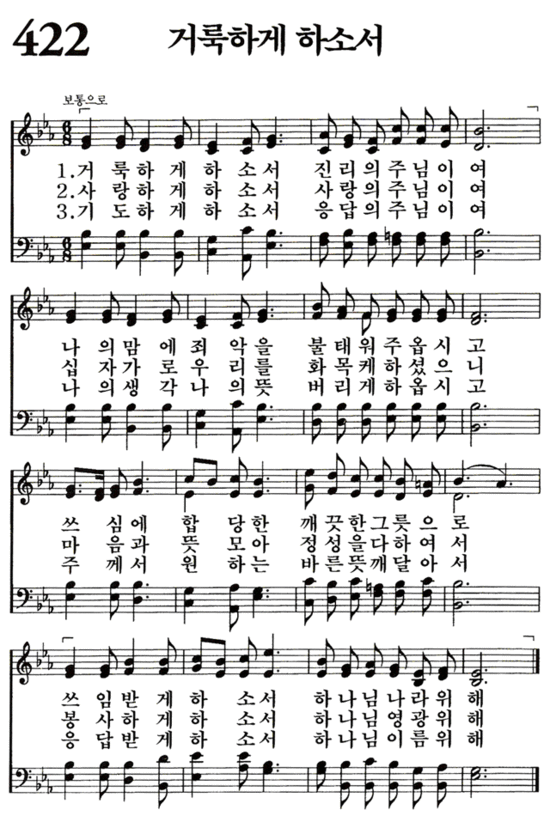 422 거룩하게 하소서
보통으로
1.거 룩 하 게 하 소 서 진 리 의 주 님 이 여
2.사 랑 하 게 하 소 서 사 랑 의 주 님 이 여
3.기 도 하 게 하 소 서 응 답 의 주 님 이 여
나 의 맘 에 죄 악 을 불 태 워 주 옵 시 고
십 자 가 로 우 리 를 화 목 케 하 셨 으 니
나 의 생 각 나 의 뜻 버 리 게 하 옵 시 고
쓰 심 에 합 당 한 깨 끗 한 그 릇 으 로
마 음 과 뜻 모 아 정 성 을 다 하 여 서
주 께 서 원 하 는 바 른 뜻 깨 달 아 서
쓰 임 받 게 하 소 서 하 나 님 나 라 위 해
봉 사 하 게 하 소 서 하 나 님 영 광 위 해
응 답 받 게 하 소 서 하 나 님 이 름 위 해